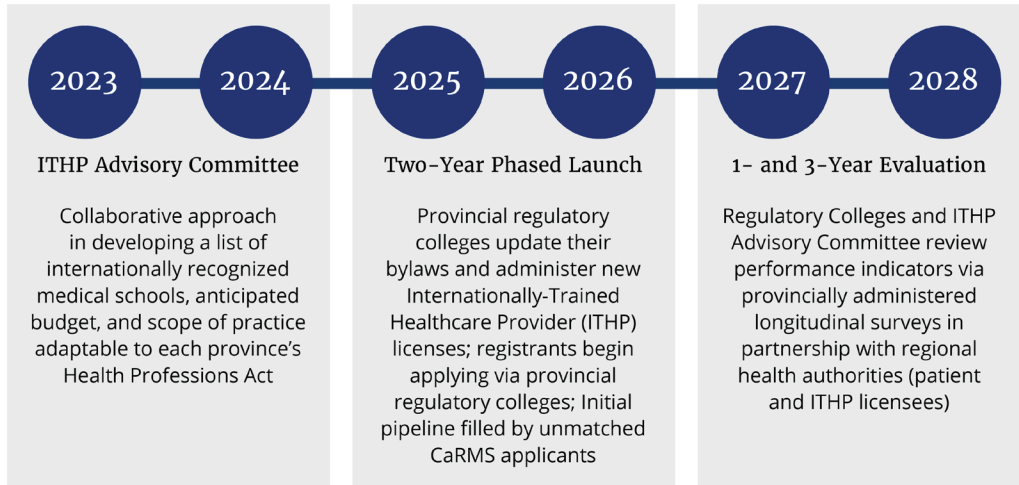 2023
2024
2025
2026
2027
2028
ITHP Advisory Committee
Collaborative approach
in developing a list of
internationally recognized
medical schools, anticipated
budget, and scope of practice
adaptable to each province's
Health Professions Act
Two-Year Phased Launch
Provincial regulatory
colleges update their
bylaws and administer new
Internationally-Trained
Healthcare Provider (ITHP)
licenses; registrants begin
applying via provincial
regulatory colleges; Initial
pipeline filled by unmatched
CaRMS applicants
1- and 3-Year Evaluation
Regulatory Colleges and ITHP
Advisory Committee review
performance indicators via
provincially administered
longitudinal surveys in
partnership with regional
health authorities (patient
and ITHP licensees)